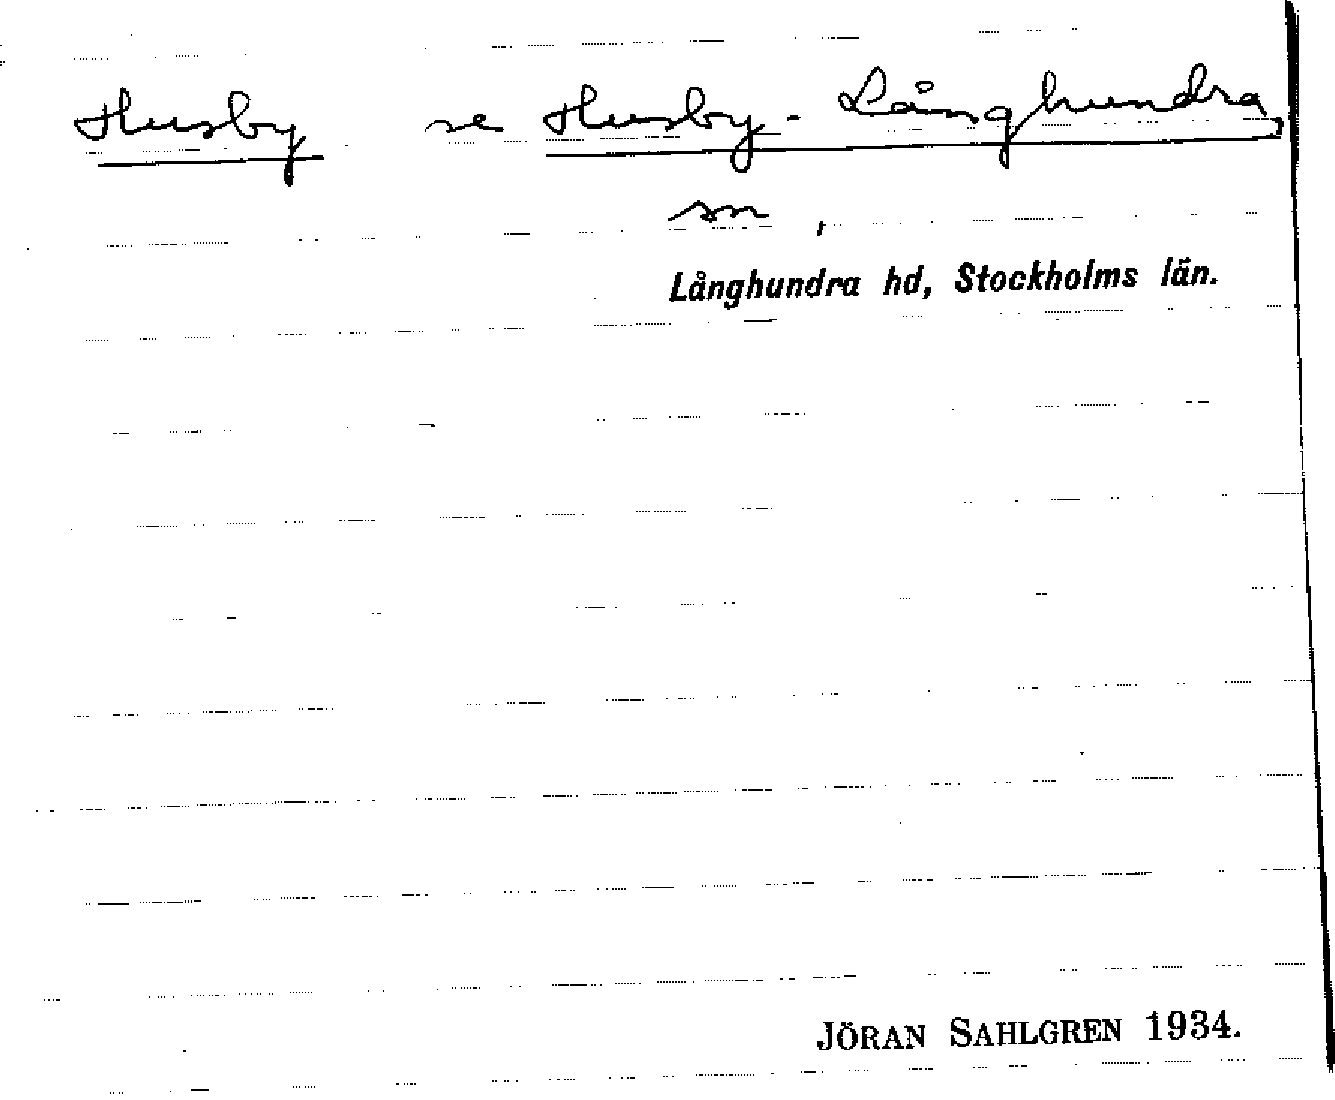 Husby se Husby-Långhundra
sn,
Långhundra hd, Stockholms län.
JÖRAN SAHLGREN 1934.